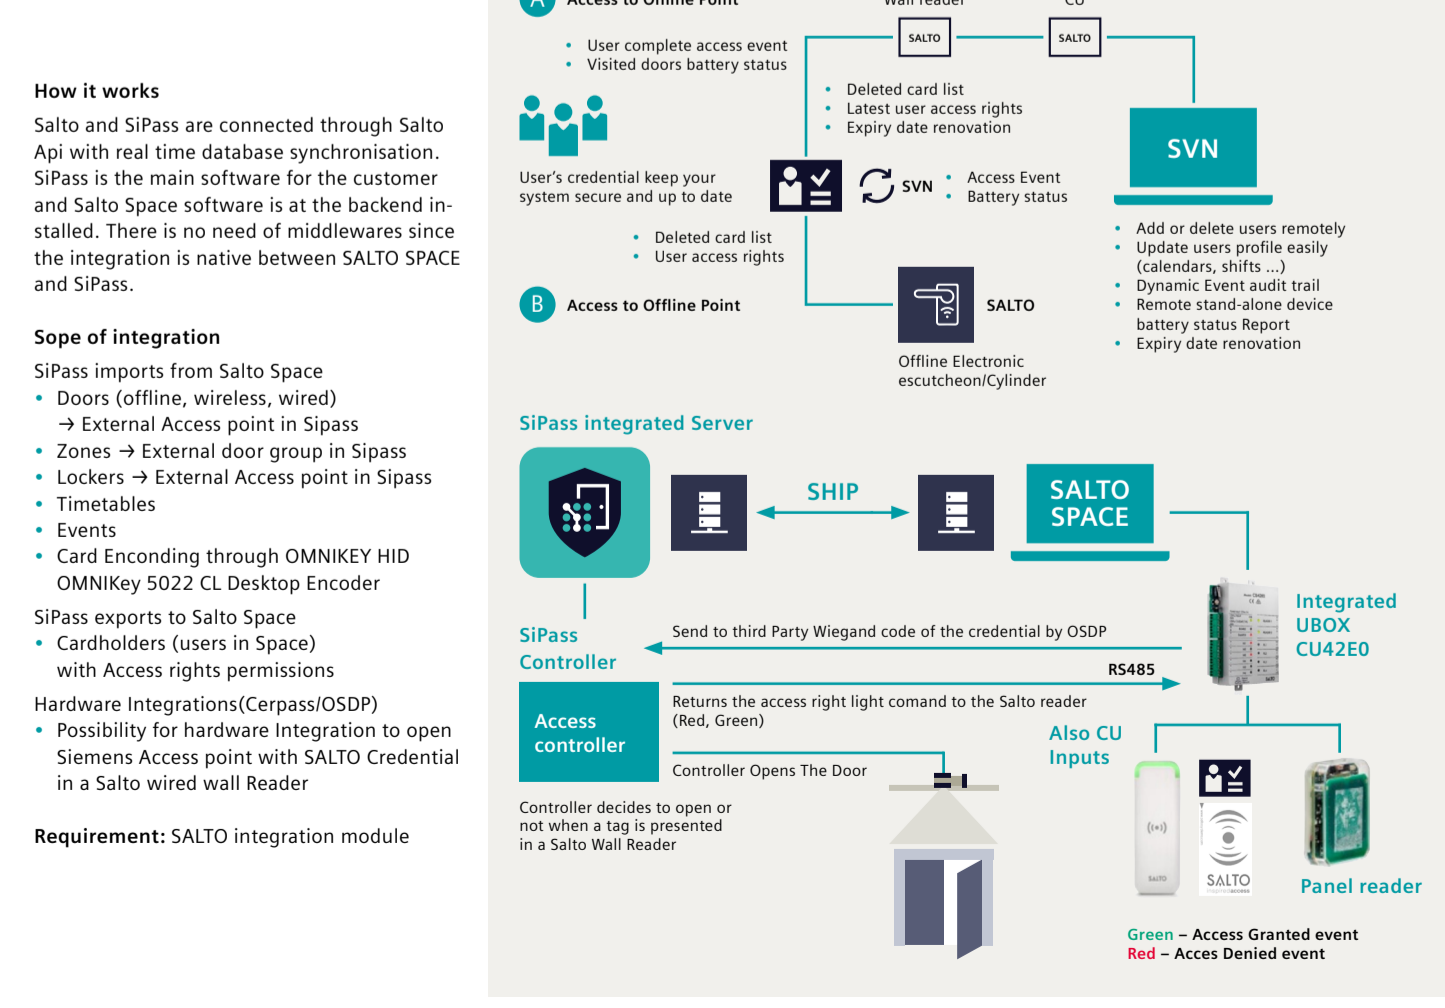 How it works
Salto and SiPass are connected through Salto
Api with real time database synchronisation.
SiPass is the main software for the customer
and Salto Space software is at the backend in-
stalled. There is no need of middlewares since
the integration is native between SALTO SPACE
and SiPass.
Sope of integration
SiPass imports from Salto Space
• Doors (offline, wireless, wired)
→ External Access point in Sipass
• Zones → External door group in Sipass
• Lockers → External Access point in Sipass
• Timetables
• Events
• Card Enconding through OMNIKEY HID
OMNIKey 5022 CL Desktop Encoder
SiPass exports to Salto Space
• Cardholders (users in Space)
with Access rights permissions
Hardware Integrations(Cerpass/OSDP)
• Possibility for hardware Integration to open
Siemens Access point with SALTO Credential
in a Salto wired wall Reader
Requirement: SALTO integration module
A Access to Offline Point
Wall reader
CU
SALTO
SALTO
• User complete access event
• Visited doors battery status
• Deleted card list
• Latest user access rights
• Expiry date renovation
SVN
User's credential keep your
system secure and up to date
SVN
• Access Event
• Battery status
• Deleted card list
• User access rights
• Add or delete users remotely
• Update users profile easily
(calendars, shifts ...)
• Dynamic Event audit trail
• Remote stand-alone device
battery status Report
• Expiry date renovation
B Access to Offline Point
SALTO
Offline Electronic
escutcheon/Cylinder
SiPass integrated Server
SHIP
SALTO
SPACE
Integrated
UBOX
CU42E0
SiPass
Controller
Send to third Party Wiegand code of the credential by OSDP
RS485
Returns the access right light comand to the Salto reader
(Red, Green)
Access
controller
Also CU
Inputs
Controller Opens The Door
Controller decides to open or
not when a tag is presented
in a Salto Wall Reader
SALTO
SALTO
inspiredaccess
Panel reader
Green – Access Granted event
Red – Acces Denied event